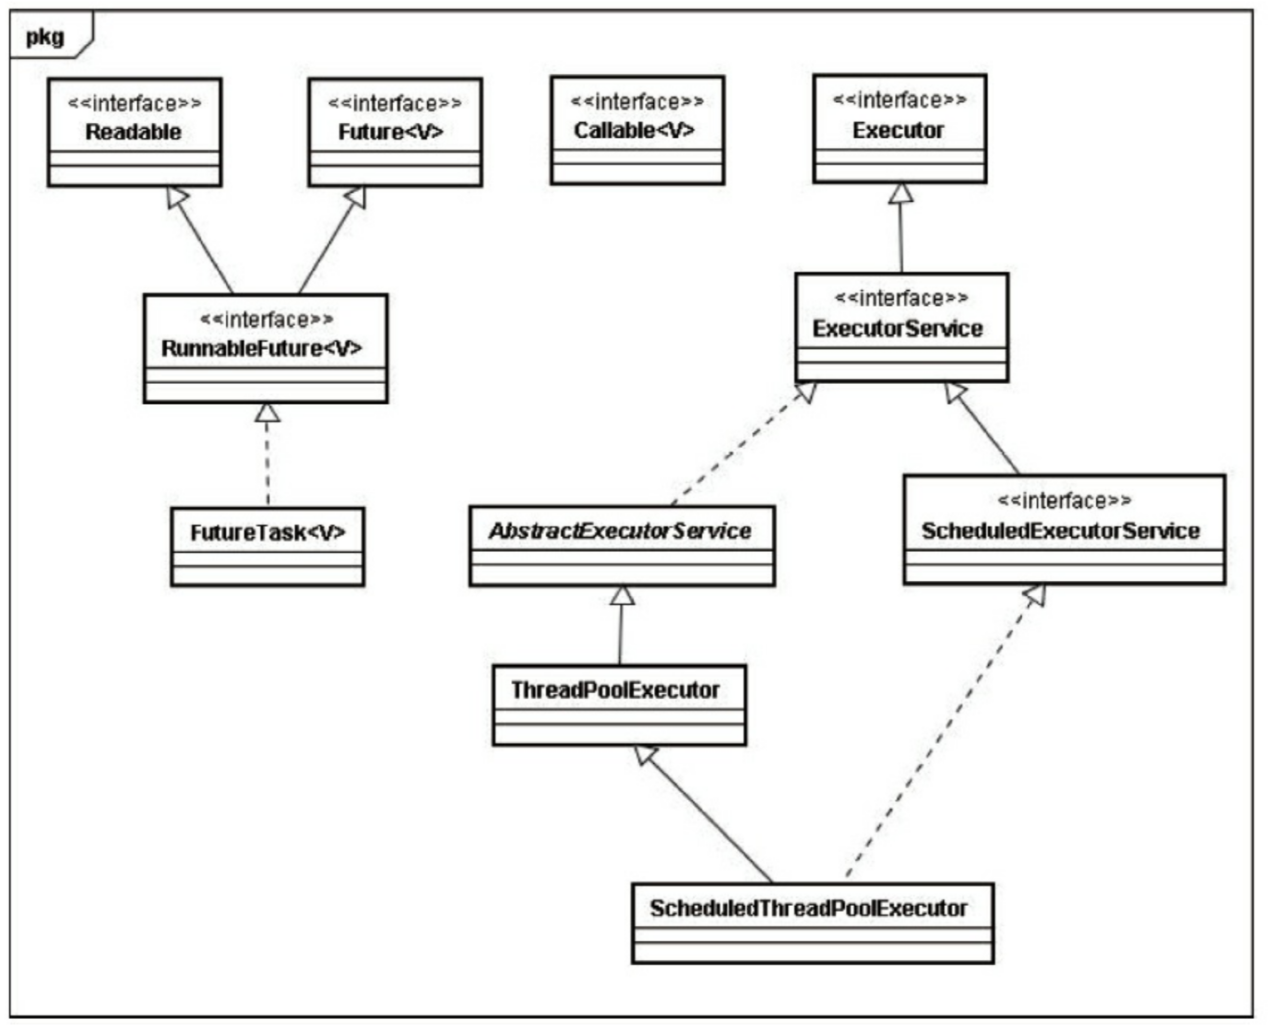 pkg
<<interface>>
Readable
<<interface>>
Future<V>
<<interface>>
Callable<V>
<<interface>>
Executor
<<interface>>
RunnableFuture<V>
<<interface>>
ExecutorService
FutureTask<V>
AbstractExecutorService
<<interface>>
ScheduledExecutorService
ThreadPoolExecutor
ScheduledThreadPoolExecutor